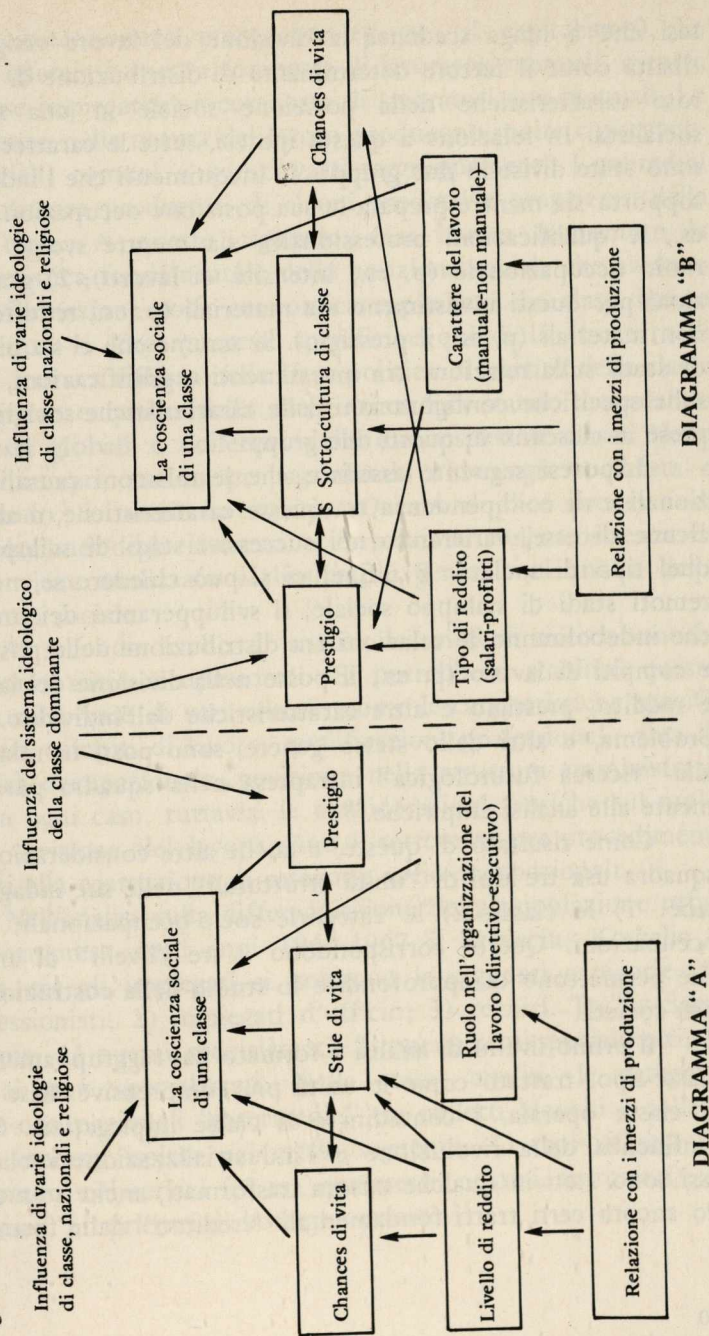 Influenza di varie ideologie
di classe, nazionali e religiose
Influenza del sistema ideologico
della classe dominante
Influenza di varie ideologie
di classe, nazionali e religiose
La coscienza sociale
di una classe
La coscienza sociale
di una classe
Chances di vita
Stile di vita
Prestigio
Prestigio
S Sotto-cultura di classe
Chances di vita
Livello di reddito
Ruolo nell'organizzazione del
lavoro (direttivo-esecutivo)
Tipo di reddito
(salari-profitti)
Carattere del lavoro
(manuale-non manuale)
Relazione con i mezzi di produzione
Relazione con i mezzi di produzione
DIAGRAMMA “A”
DIAGRAMMA “B”